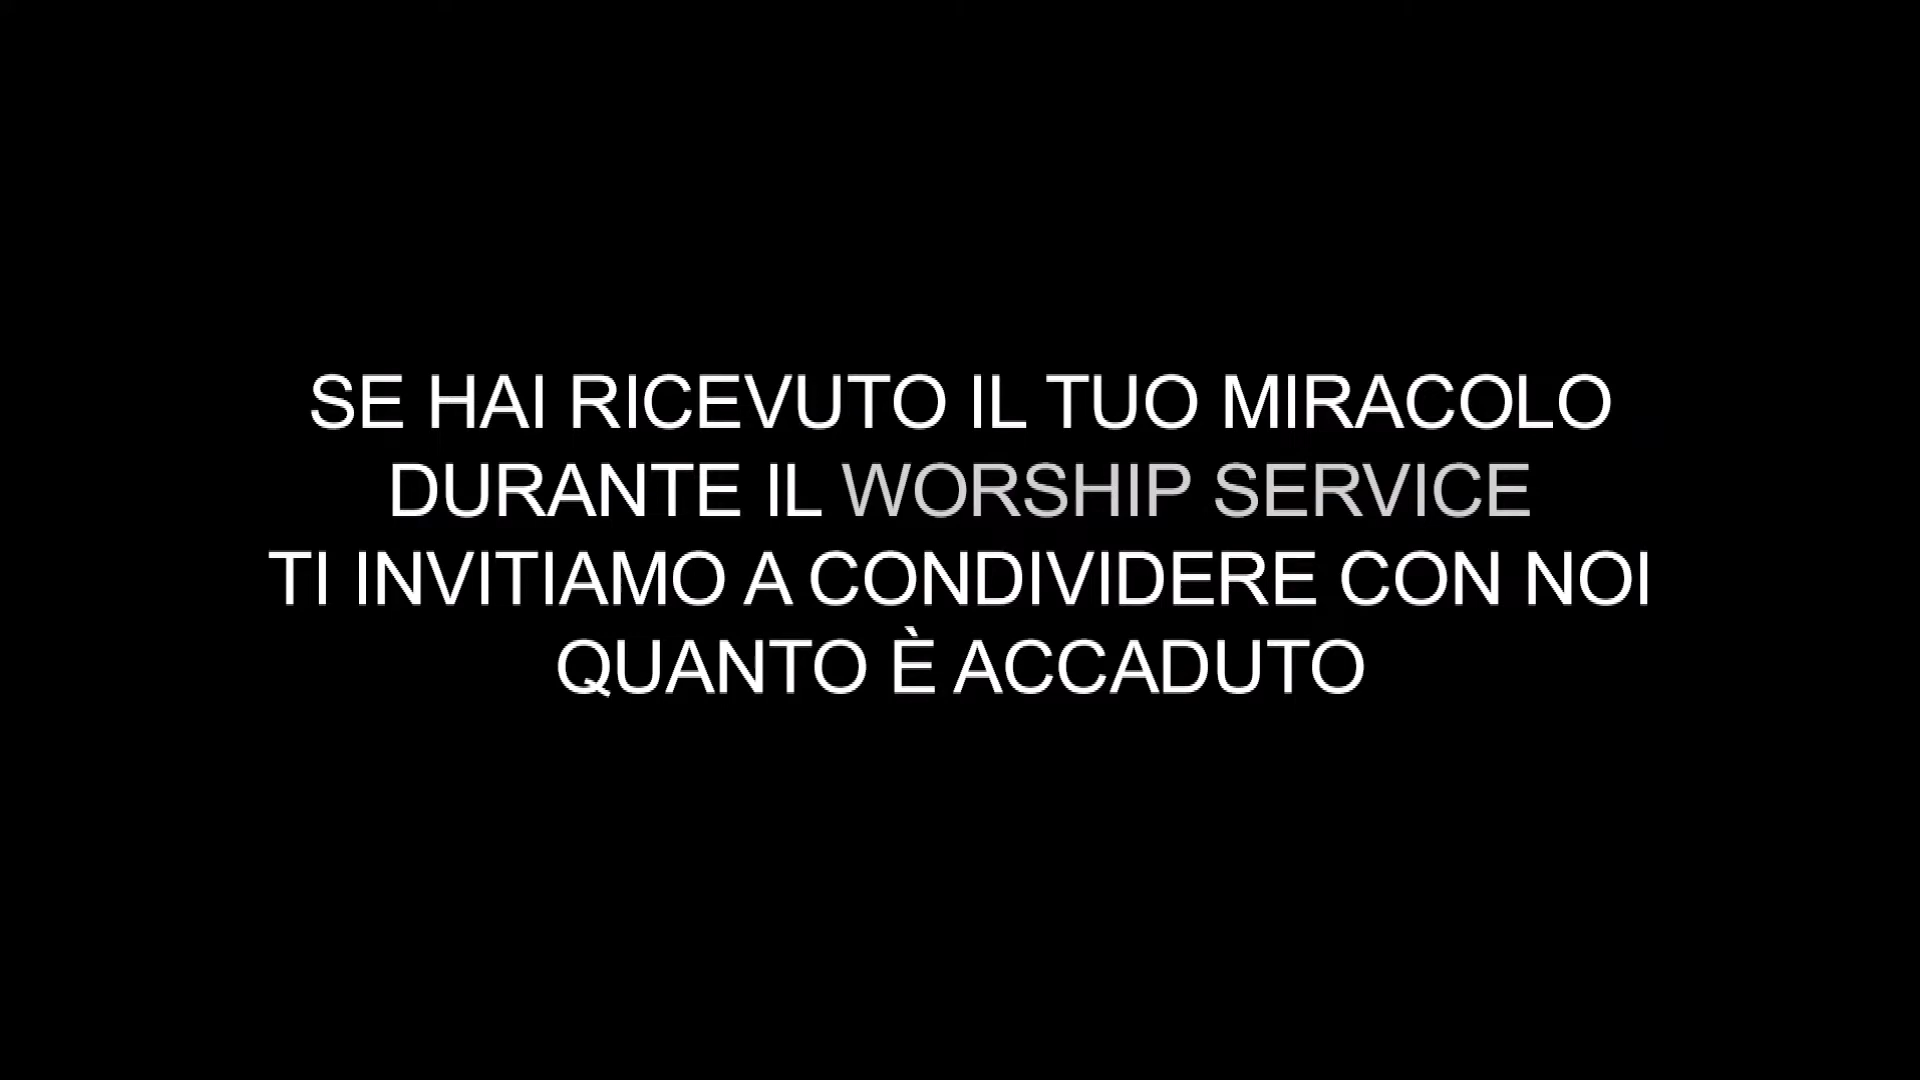 SE HAI RICEVUTO IL TUO MIRACOLO
DURANTE IL WORSHIP SERVICE
TI INVITIAMO A CONDIVIDERE CON NOI
QUANTO È ACCADUTO